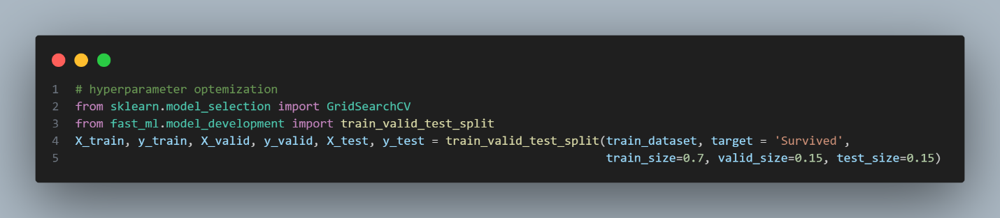 1 # hyperparameter optemization
2 from sklearn.model_selection import GridSearchCV
3 from fast_ml.model_development import train_valid_test_split
4 X_train, y_train, X_valid, y_valid, X_test, y_test = train_valid_test_split(train_dataset, target = 'Survived',
5 train_size=0.7, valid_size=0.15, test_size=0.15)